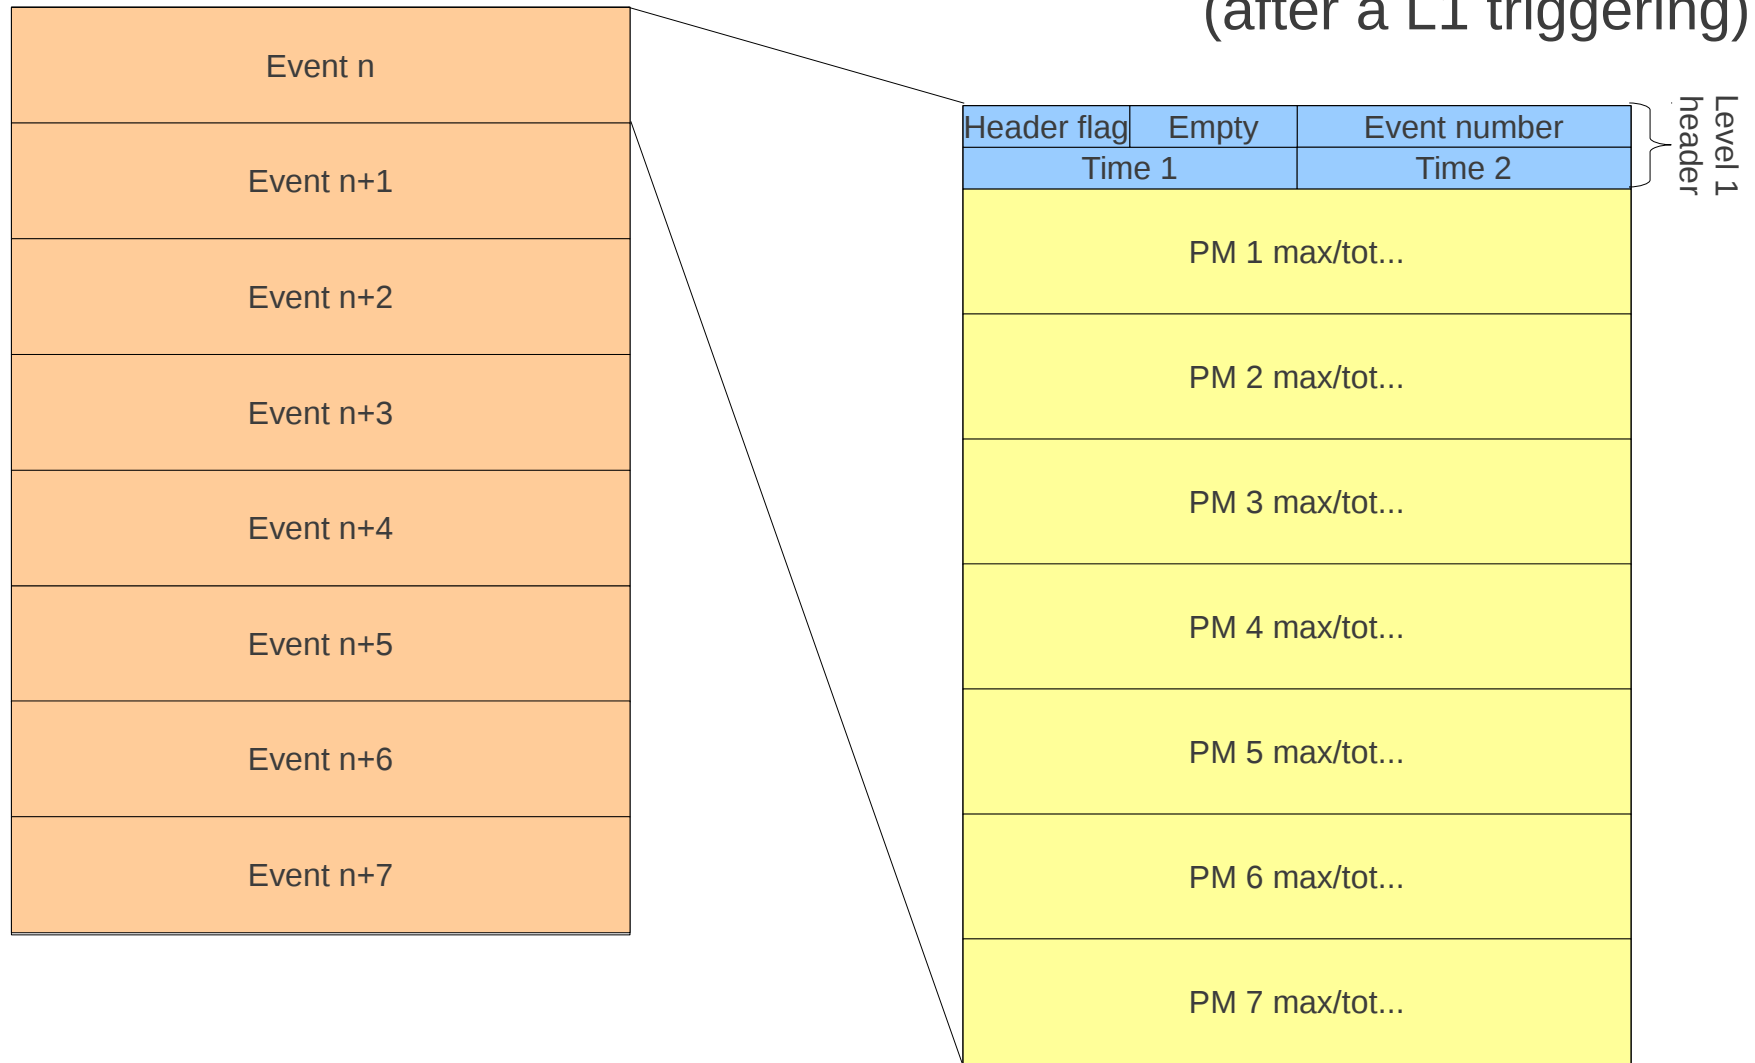 (after a L1 triggering)
Event n
Event n+1
Event n+2
Event n+3
Event n+4
Event n+5
Event n+6
Event n+7
Header flag Empty Event number
Time 1 Time 2
Level 1
header
PM 1 max/tot...
PM 2 max/tot...
PM 3 max/tot...
PM 4 max/tot...
PM 5 max/tot...
PM 6 max/tot...
PM 7 max/tot...